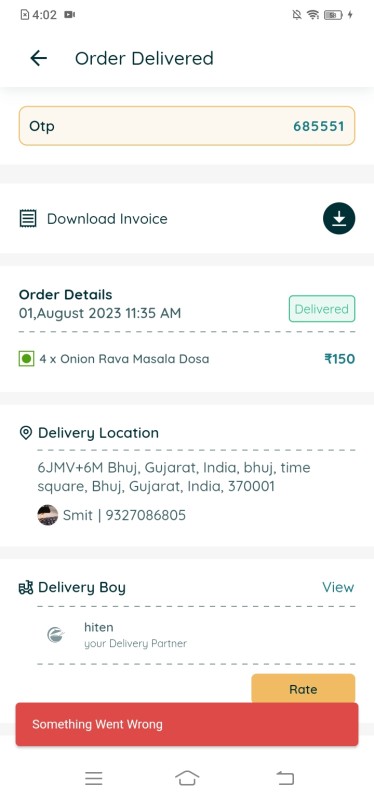 4:02
Order Delivered
Otp 685551
Download Invoice
Order Details
01,August 2023 11:35 AM
Delivered
4 x Onion Rava Masala Dosa ₹150
Delivery Location
6JMV+6M Bhuj, Gujarat, India, bhuj, time
square, Bhuj, Gujarat, India, 370001
Smit | 9327086805
Delivery Boy View
hiten
your Delivery Partner
Rate
Something Went Wrong